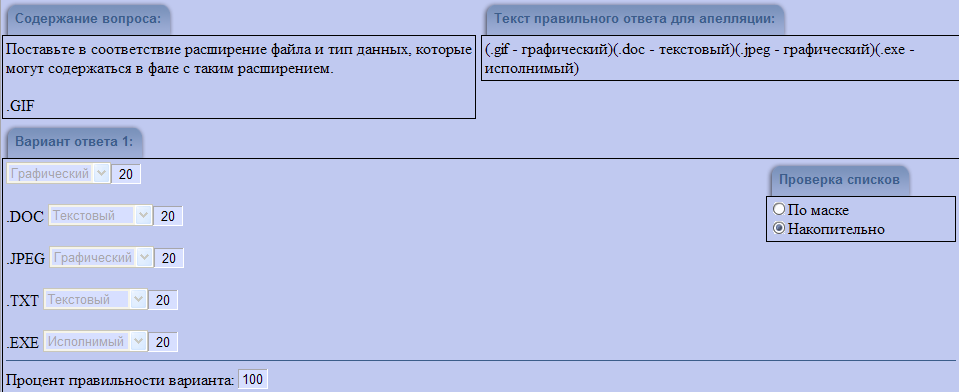 Содержание вопроса:
Поставьте в соответствие расширение файла и тип данных, которые
могут содержаться в фале с таким расширением.
.GIF
Текст правильного ответа для апелляции:
(.gif - графический)(.doc - текстовый)(.jpeg - графический)(.exe -
исполнимый)
Вариант ответа 1:
Графический 20
.DOC Текстовый 20
.JPEG Графический 20
.TXT Текстовый 20
.EXE Исполнимый 20
Проверка списков
По маске
Накопительно
Процент правильности варианта: 100